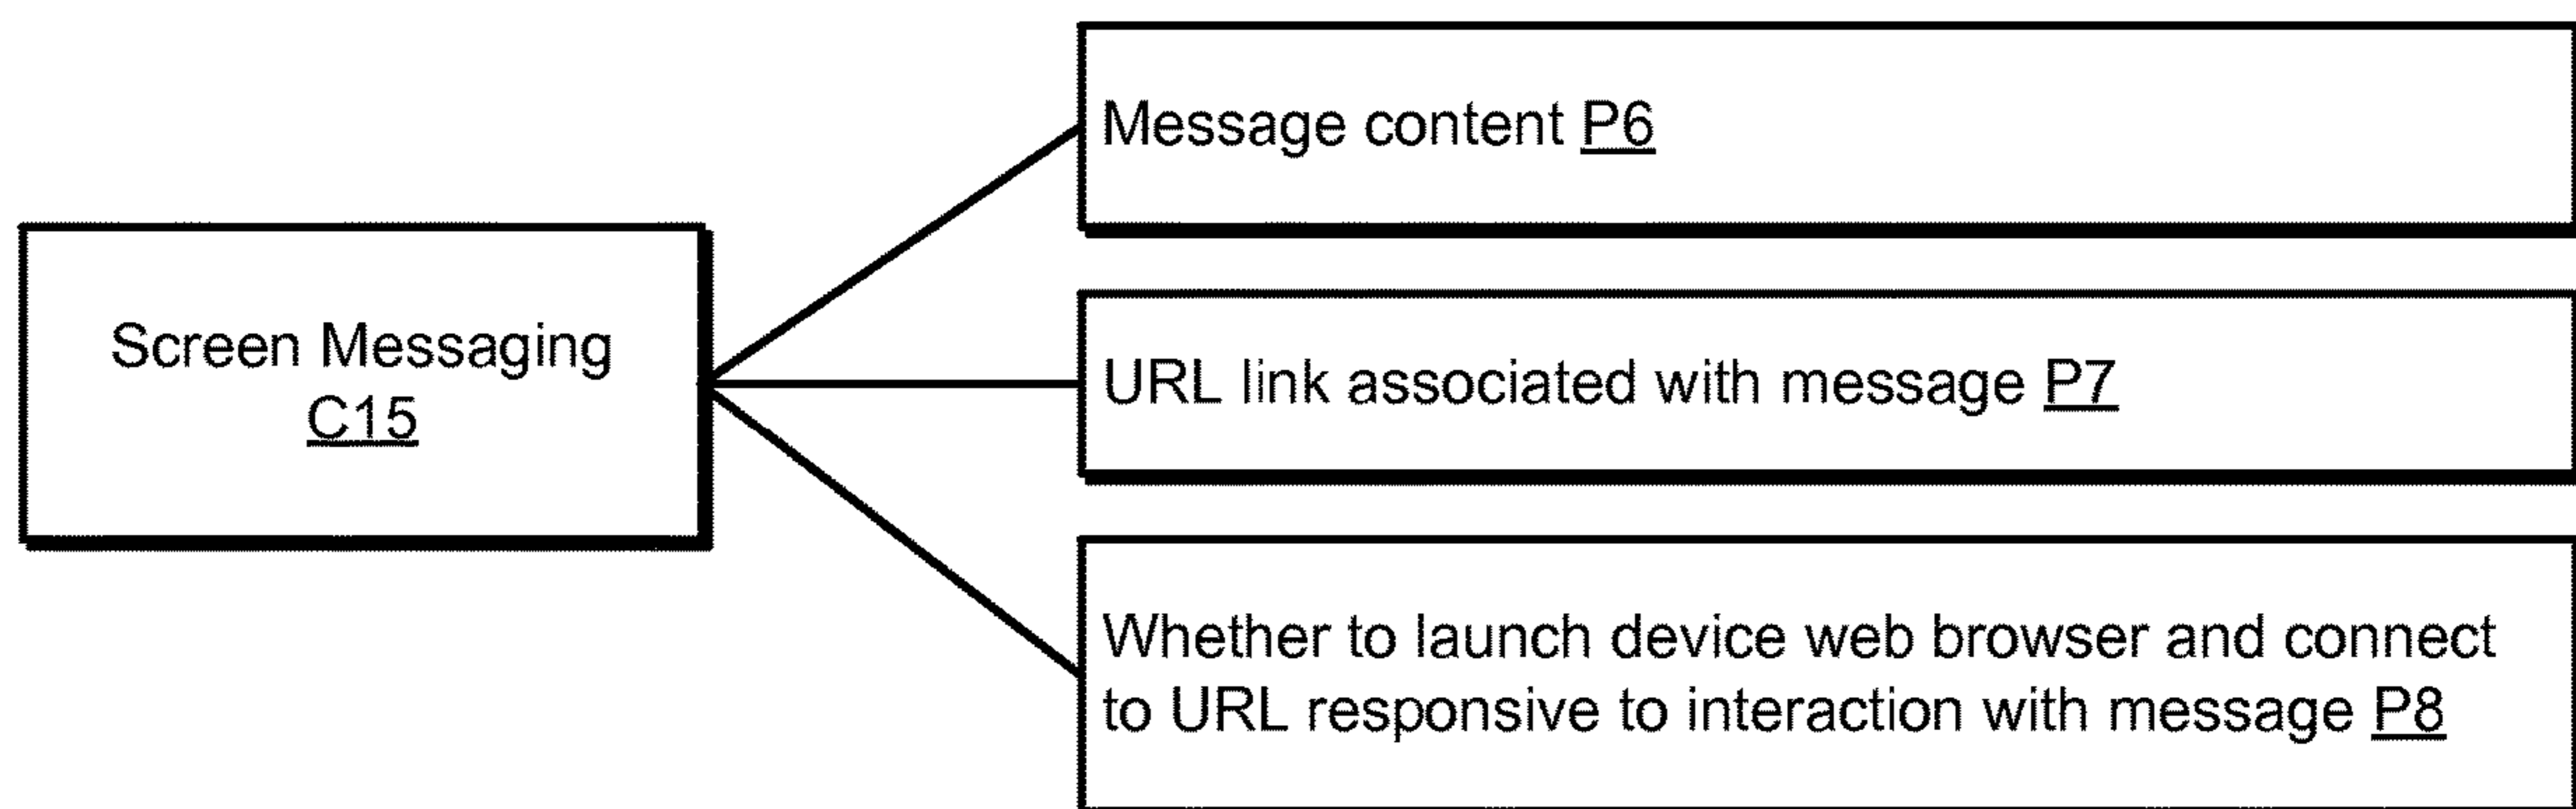 Message content P6
Screen Messaging
C15
URL link associated with message P7
Whether to launch device web browser and connect
to URL responsive to interaction with message P8